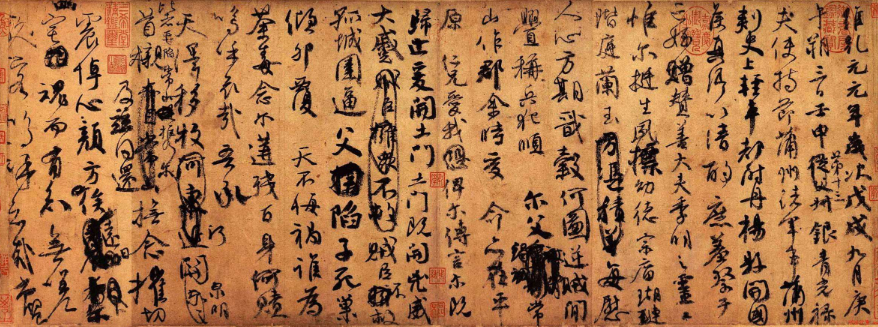 維乾元元年歲次戊戌九月庚
午朔三日壬申第十三叔銀青光祿
夫使持節蒲州諸軍事蒲州
刺史上輕車都尉丹楊縣開國
侯真卿以清酌庶羞祭于
亡姪贈贊善大夫季明之靈曰
惟爾挺生夙標幼德宗廟瑚璉
階庭蘭玉方憑積善每慰
人心方期戩穀何圖逆賊閒
釁稱兵犯順爾父竭誠常
山作郡余時受命亦在平
原仁兄愛我俾爾傳言爾既
歸止爰開土門土門既開凶威
大蹙賊臣擁衆不救賊臣不救
孤城圍逼父陷子死巢
傾卵覆天不悔禍誰為
荼毒念爾遘殘百身何贖
嗚乎哀哉吾承
天澤移牧河東近河關泉明
比者再陷常山攜爾
首櫬及茲同還撫念摧切
震悼心顏方俟遠日
卜爾幽宅魂而有知無嗟
久客嗚呼哀哉尚饗